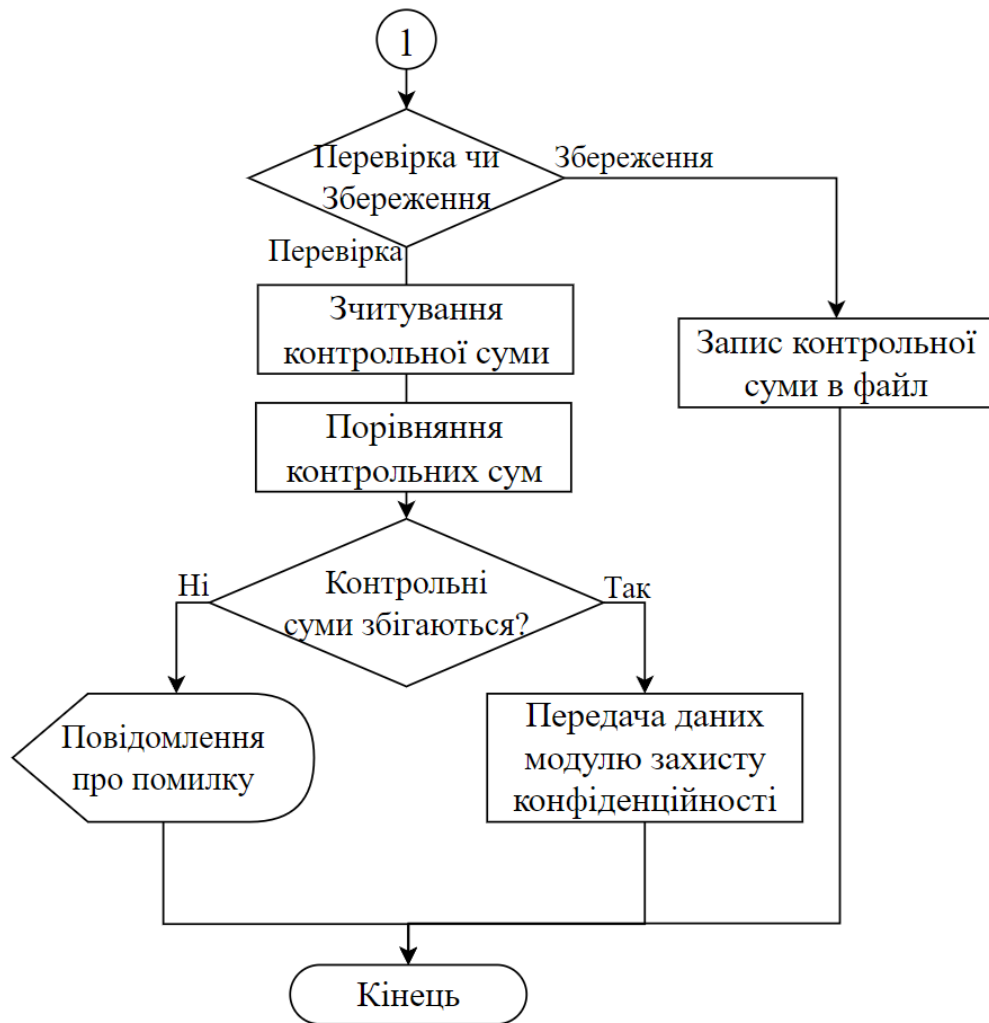 1
Перевірка чи
Збереження
Збереження
Перевірка
Зчитування
контрольної суми
Запис контрольної
суми в файл
Порівняння
контрольних сум
Контрольні
суми збігаються?
Ні
Так
Повідомлення
про помилку
Передача даних
модулю захисту
конфіденційності
Кінець